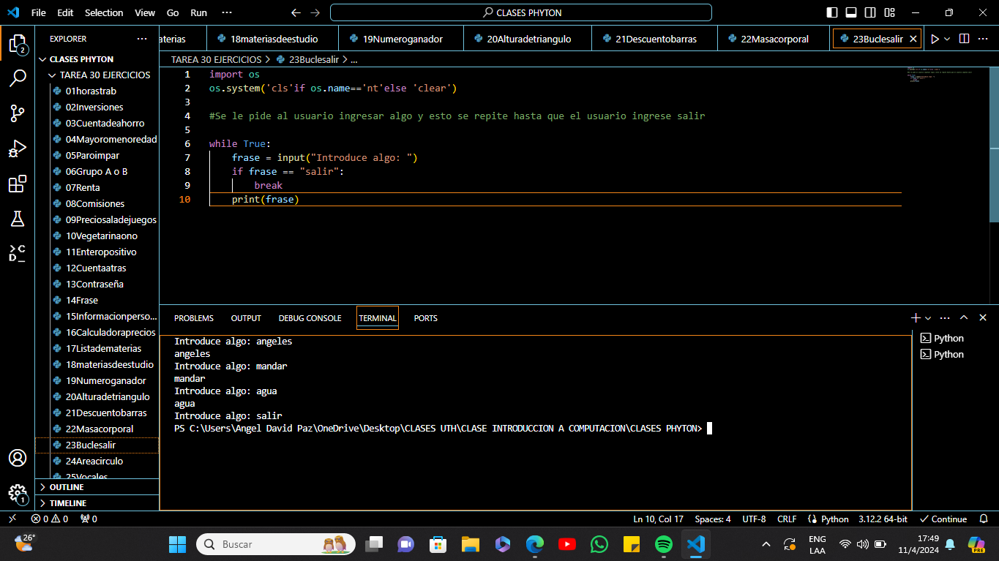 File Edit Selection View Go Run ···
CLASES PHYTON
EXPLORER
CLASES PHYTON
TAREA 30 EJERCICIOS
01horastrab
02Inversiones
03Cuentadeahorro
04Mayoromenoredad
05Paroimpar
06Grupo A o B
07Renta
08Comisiones
09Preciosaladejuegos
10Vegetarinaono
11Enteropositivo
12Cuentaatras
13Contraseña
14Frase
15Informacionperso...
16Calculadoraprecios
17Listadematerias
18materiasdeestudio
19Numeroganador
20Alturadetriangulo
21Descuentobarras
22Masacorporal
23Buclesalir
24Areacirculo
25Vocales
OUTLINE
TIMELINE
2
1
aterias 18materiasdeestudio 19Numeroganador 20Alturadetriangulo 21Descuentobarras 22Masacorporal 23Buclesalir
TAREA 30 EJERCICIOS > 23Buclesalir > ...
1 import os
2 os.system('cls'if os.name=='nt'else 'clear')
3
4 #Se le pide al usuario ingresar algo y esto se repite hasta que el usuario ingrese salir
5
6 while True:
7 frase = input("Introduce algo: ")
8 if frase == "salir":
9 break
10 print(frase)
PROBLEMS OUTPUT DEBUG CONSOLE TERMINAL PORTS
Introduce algo: angeles
angeles
Introduce algo: mandar
mandar
Introduce algo: agua
agua
Introduce algo: salir
PS C:\Users\Angel David Paz\OneDrive\Desktop\CLASES UTH\CLASE INTRODUCCION A COMPUTACION\CLASES PHYTON>
Python
Python
0 0 0 Ln 10, Col 17 Spaces: 4 UTF-8 CRLF Python 3.12.2 64-bit Continue
26°
Buscar
ENG
LAA
17:49
11/4/2024
PRE